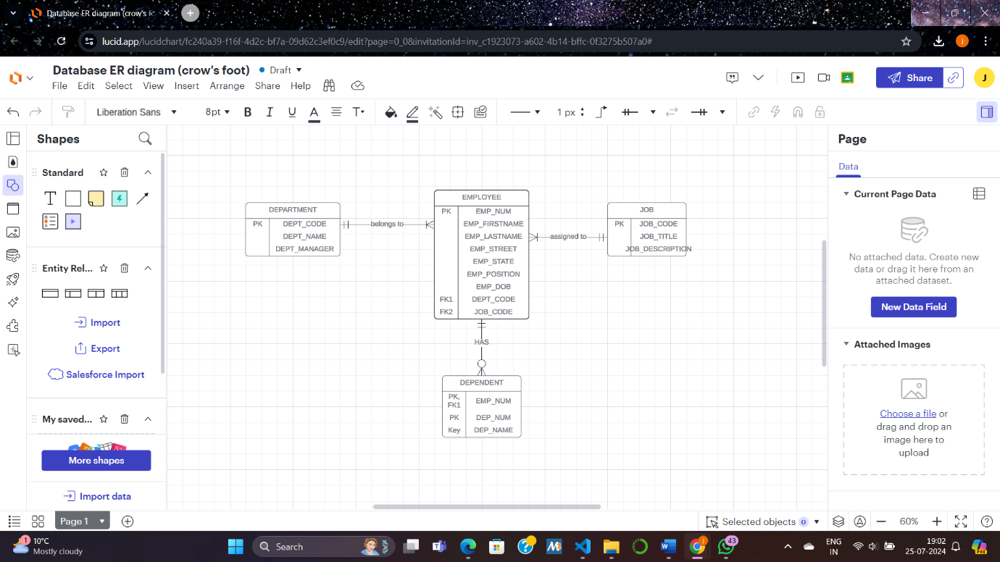 Database ER diagram (crow's f
lucid.app/lucidchart/fc240a39-f16f-4d2c-bf7a-09d62c3ef0c9/edit?page=0_0&invitationId=inv_c1923073-a602-4b14-bffc-0f3275b507a0#
j
Database ER diagram (crow's foot) Draft
File Edit Select View Insert Arrange Share Help
Share
J
Liberation Sans 8pt B I U A T 1 px
Shapes
Standard
T
Entity Rel...
Import
Export
Salesforce Import
My saved...
More shapes
Import data
DEPARTMENT
PK DEPT_CODE
DEPT_NAME
DEPT_MANAGER
belongs to
EMPLOYEE
PK EMP_NUM
EMP_FIRSTNAME
EMP_LASTNAME
EMP_STREET
EMP_STATE
EMP_POSITION
EMP_DOB
FK1 DEPT_CODE
FK2 JOB_CODE
assigned to
JOB
PK JOB_CODE
JOB_TITLE
JOB_DESCRIPTION
HAS
DEPENDENT
PK, FK1 EMP_NUM
PK DEP_NUM
Key DEP_NAME
Page
Data
Current Page Data
No attached data. Create new
data or drag it here from an
attached dataset.
New Data Field
Attached Images
Choose a file or
drag and drop an
image here to
upload
Page 1
Selected objects 0
60%
1
10°C
Mostly cloudy
Search
43
ENG
IN
19:02
25-07-2024
PRE